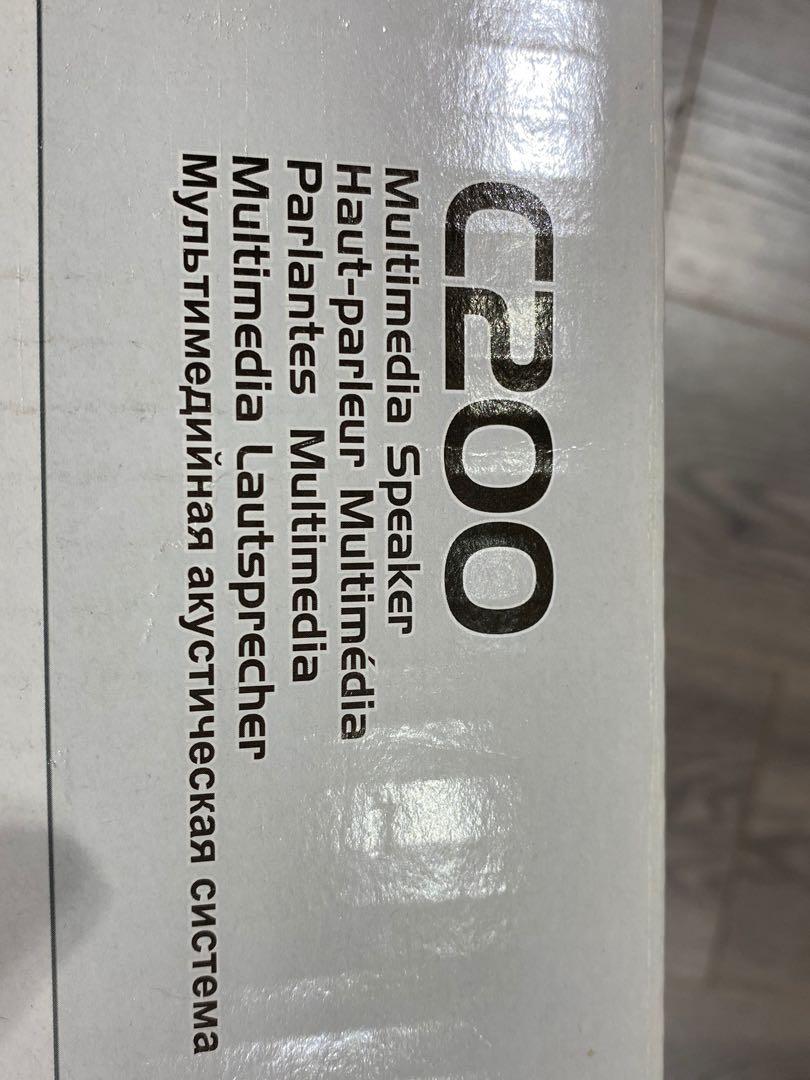 C200
Multimedia Speaker
Haut-parleur Multimédia
Parlantes Multimedia
Multimedia Lautsprecher
Мультимедийная акустическая система